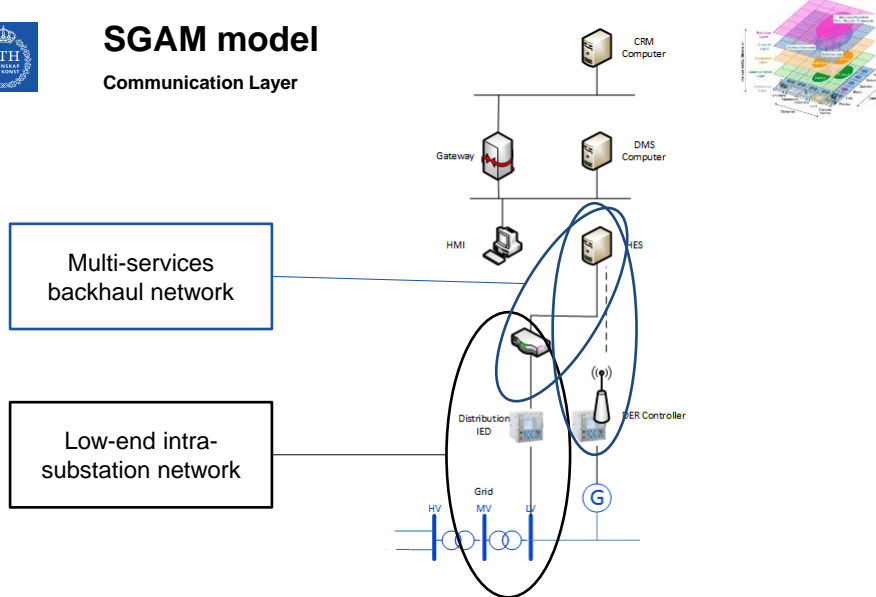 SGAM model
Communication Layer
CRM
Computer
Gateway
DMS
Computer
HMI
HES
Multi-services
backhaul network
Distribution
IED
DER Controller
Low-end intra-
substation network
Grid
HV
MV
LV
G